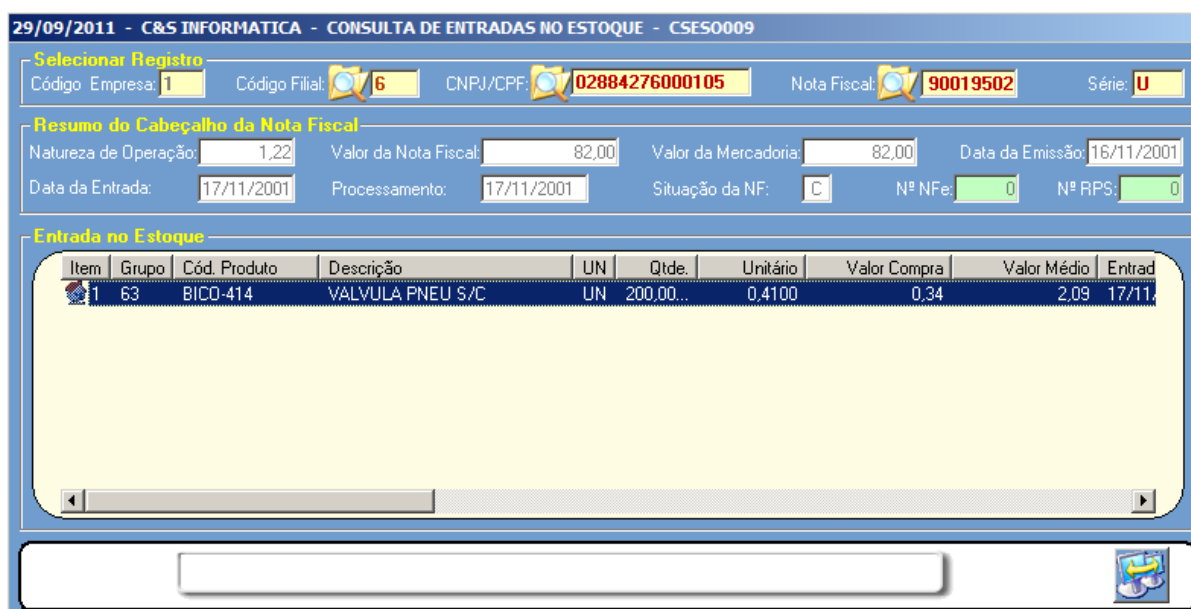 29/09/2011 - C&S INFORMATICA - CONSULTA DE ENTRADAS NO ESTOQUE - CSES0009
Selecionar Registro
Código Empresa: 1 Código Filial: 6 CNPJ/CPF: 02884276000105 Nota Fiscal: 90019502 Série: U
Resumo do Cabeçalho da Nota Fiscal
Natureza de Operação: 1,22 Valor da Nota Fiscal: 82,00 Valor da Mercadoria: 82,00 Data da Emissão: 16/11/2001
Data da Entrada: 17/11/2001 Processamento: 17/11/2001 Situação da NF: C Nº NFe: 0 Nº RPS: 0
Entrada no Estoque
Item Grupo Cód. Produto Descrição UN Qtde. Unitário Valor Compra Valor Médio Entrad
1 63 BICO-414 VALVULA PNEU S/C UN 200,00... 0,4100 0,34 2,09 17/11/